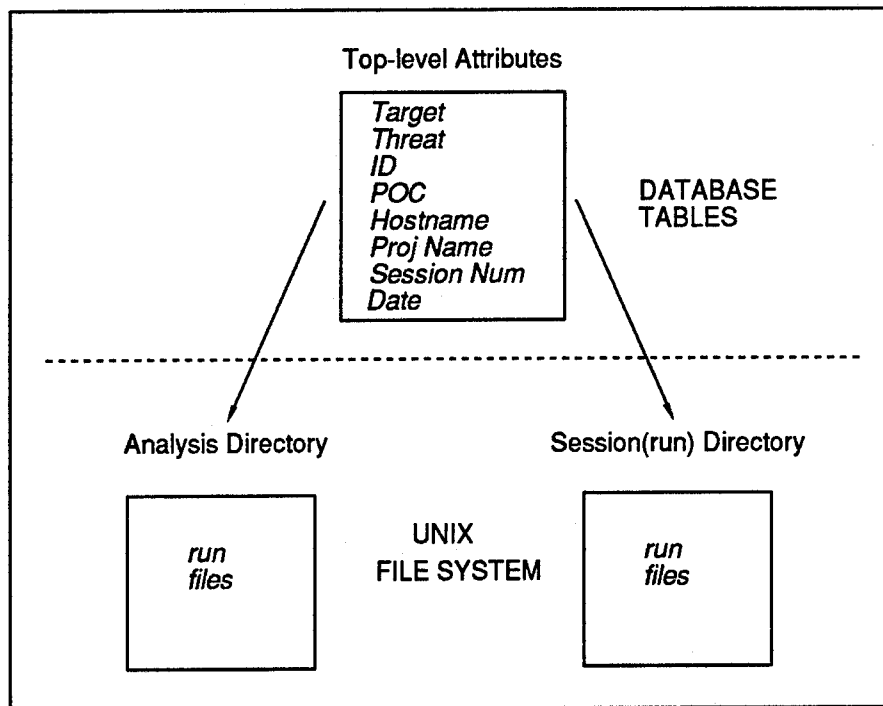 Top-level Attributes
Target
Threat
ID
POC
Hostname
Proj Name
Session Num
Date
DATABASE
TABLES
Analysis Directory
Session(run) Directory
run
files
UNIX
FILE SYSTEM
run
files